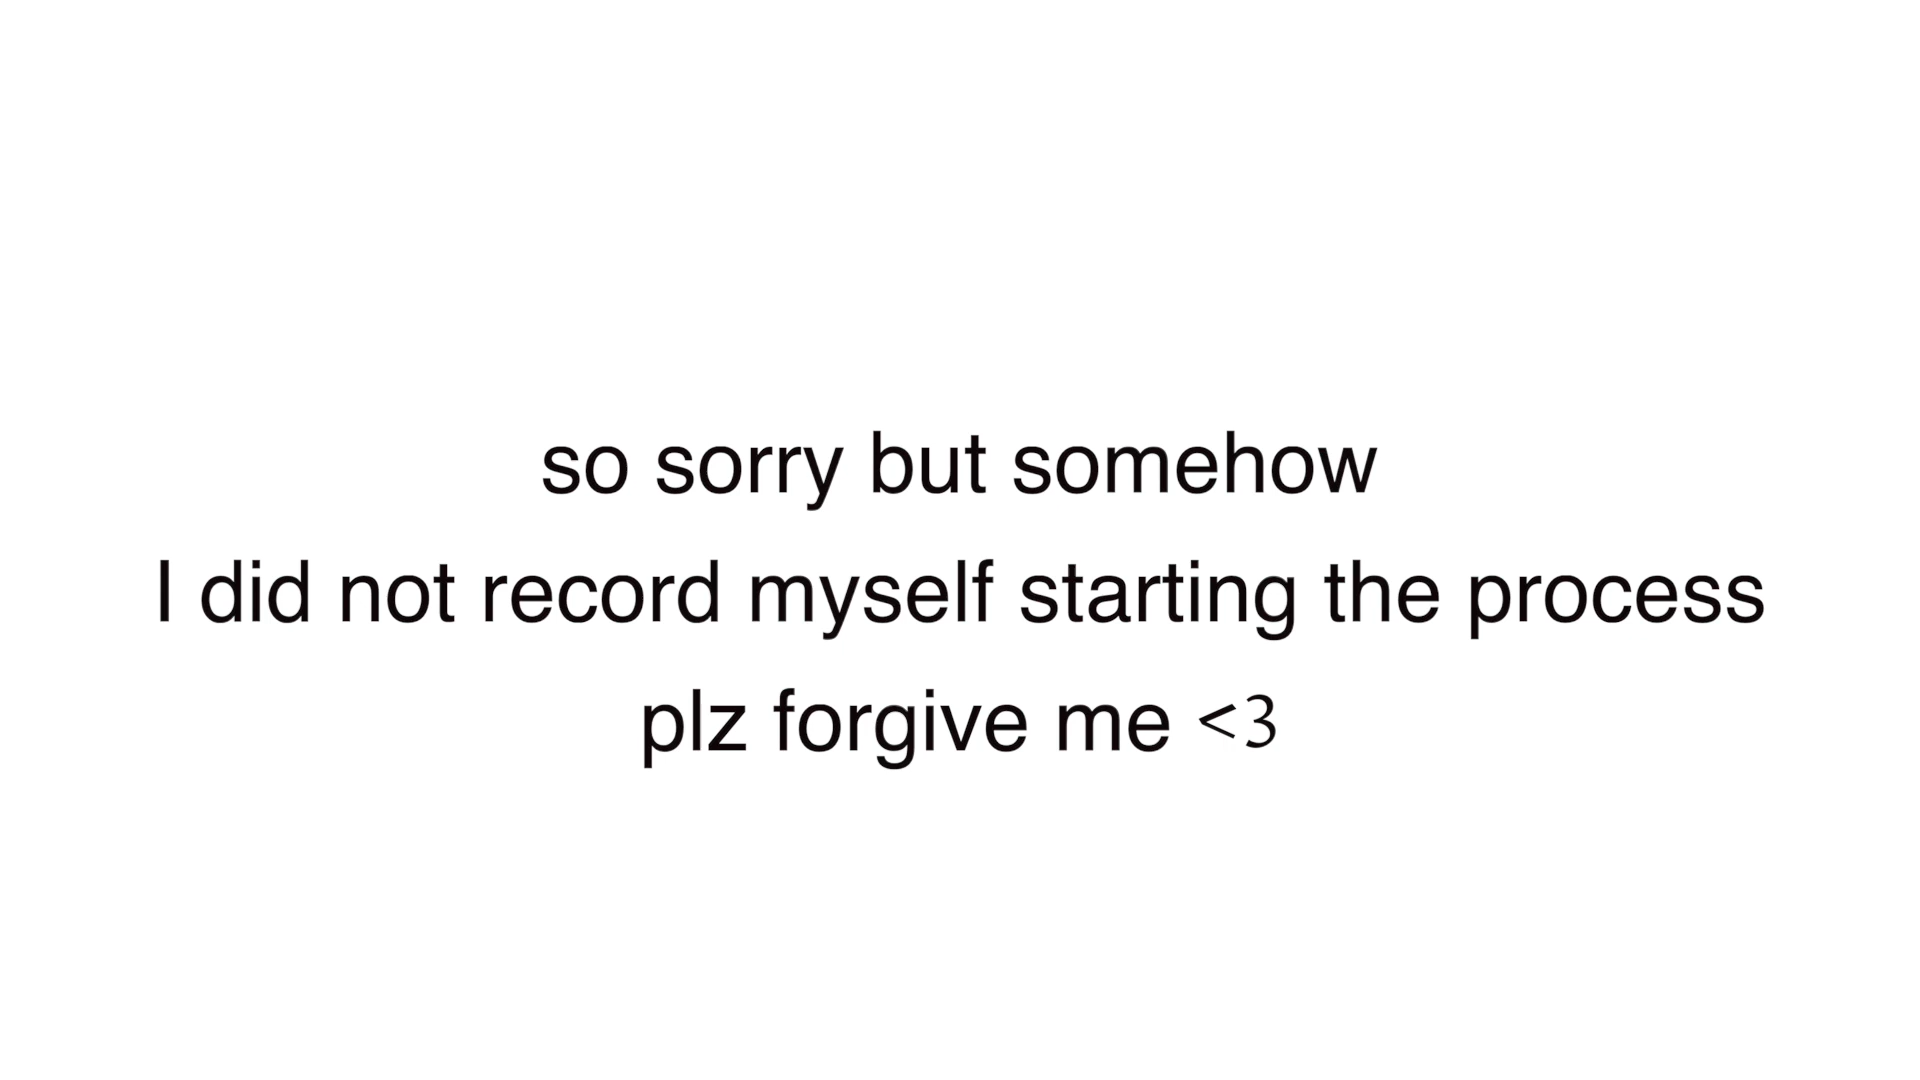 so sorry but somehow
I did not record myself starting the process
plz forgive me <3